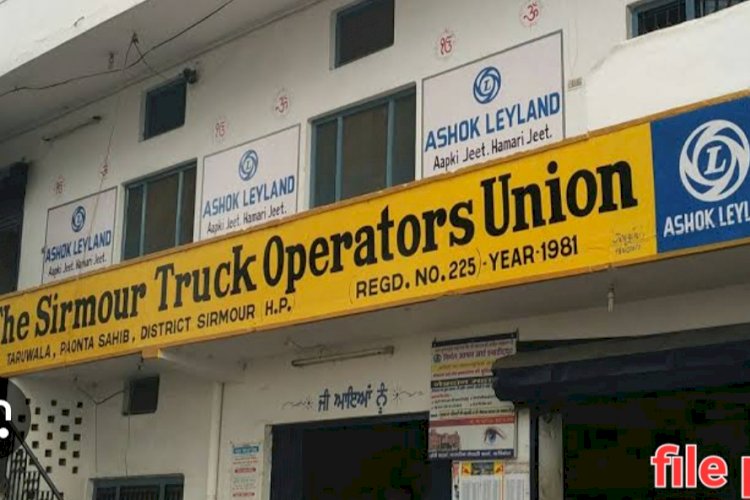 ASHOK LEYLAND
Aapki Jeet. Hamari Jeet.
ASHOK LEYLAND
Aapki Jeet. Hamari Jeet.
ASHOK LEYLAND
Aapki Jeet. Hamari Jeet.
The Sirmour Truck Operators Union
TARUWALA, PAONTA SAHIB, DISTRICT SIRMOUR (H.P.)
(REGD. NO. 225)-YEAR-1981
L
ASHOK LEYL
ਜੀ ਆਇਆਂ ਨੂੰ
file p